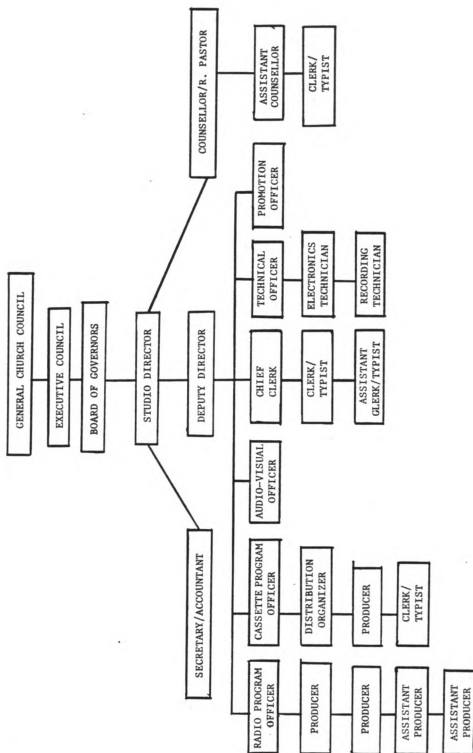 GENERAL CHURCH COUNCIL
EXECUTIVE COUNCIL
BOARD OF GOVERNORS
STUDIO DIRECTOR
SECRETARY/ACCOUNTANT
COUNSELLOR/R. PASTOR
DEPUTY DIRECTOR
ASSISTANT
COUNSELLOR
CLERK/
TYPIST
RADIO PROGRAM
OFFICER
PRODUCER
PRODUCER
ASSISTANT
PRODUCER
ASSISTANT
PRODUCER
CASSETTE PROGRAM
OFFICER
DISTRIBUTION
ORGANIZER
PRODUCER
CLERK/
TYPIST
AUDIO-VISUAL
OFFICER
CHIEF
CLERK
CLERK/
TYPIST
ASSISTANT
GLERK/TYPIST
TECHNICAL
OFFICER
ELECTRONICS
TECHNICIAN
RECORDING
TECHNICIAN
PROMOTION
OFFICER